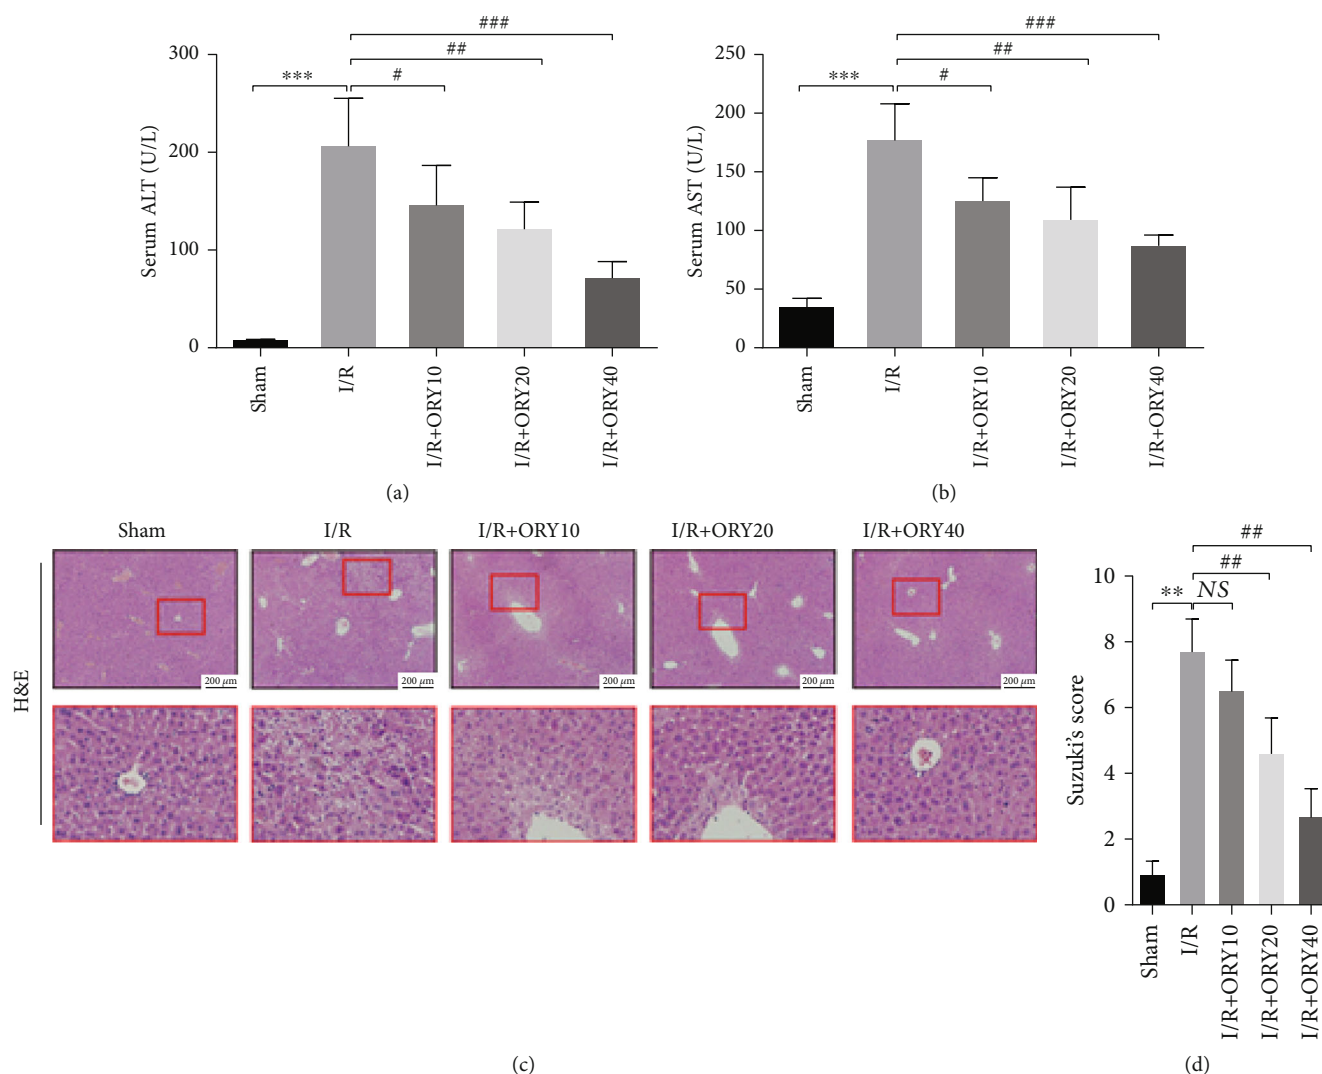 ###
##
***
#
300
200
100
0
Serum ALT (U/L)
Sham
I/R
I/R+ORY10
I/R+ORY20
I/R+ORY40
(a)
###
##
***
#
250
200
150
100
50
0
Serum AST (U/L)
Sham
I/R
I/R+ORY10
I/R+ORY20
I/R+ORY40
(b)
Sham
I/R
I/R+ORY10
I/R+ORY20
I/R+ORY40
H&E
200 µm
200 µm
200 µm
200 µm
200 µm
(c)
##
##
**
NS
10
8
6
4
2
0
Suzuki's score
Sham
I/R
I/R+ORY10
I/R+ORY20
I/R+ORY40
(d)